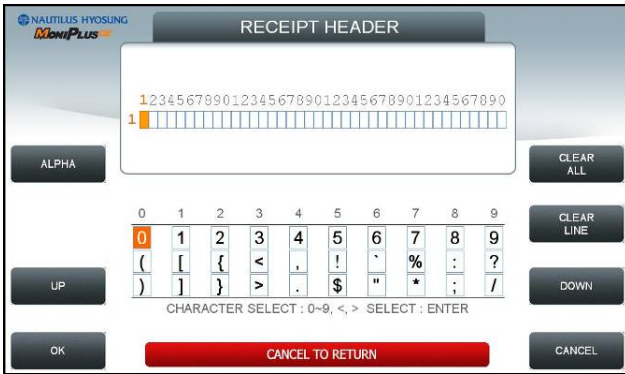 NAUTILUS HYOSUNG
MoniPlus CE
RECEIPT HEADER
1234567890123456789012345678901234567890
1
ALPHA
CLEAR ALL
0 1 2 3 4 5 6 7 8 9
0 1 2 3 4 5 6 7 8 9
( [ { < , ! ` % : ?
) ] } > . $ " * ; /
CLEAR LINE
UP
DOWN
CHARACTER SELECT : 0~9, <, > SELECT : ENTER
OK
CANCEL TO RETURN
CANCEL